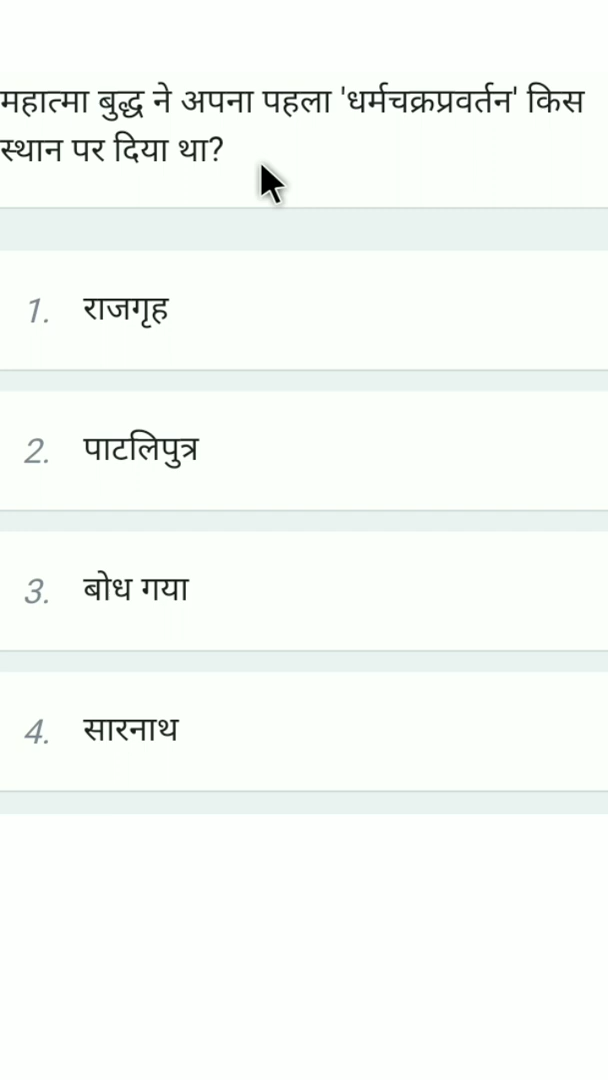 महात्मा बुद्ध ने अपना पहला 'धर्मचक्रप्रवर्तन' किस
स्थान पर दिया था?
1. राजगृह
2. पाटलिपुत्र
3. बोध गया
4. सारनाथ